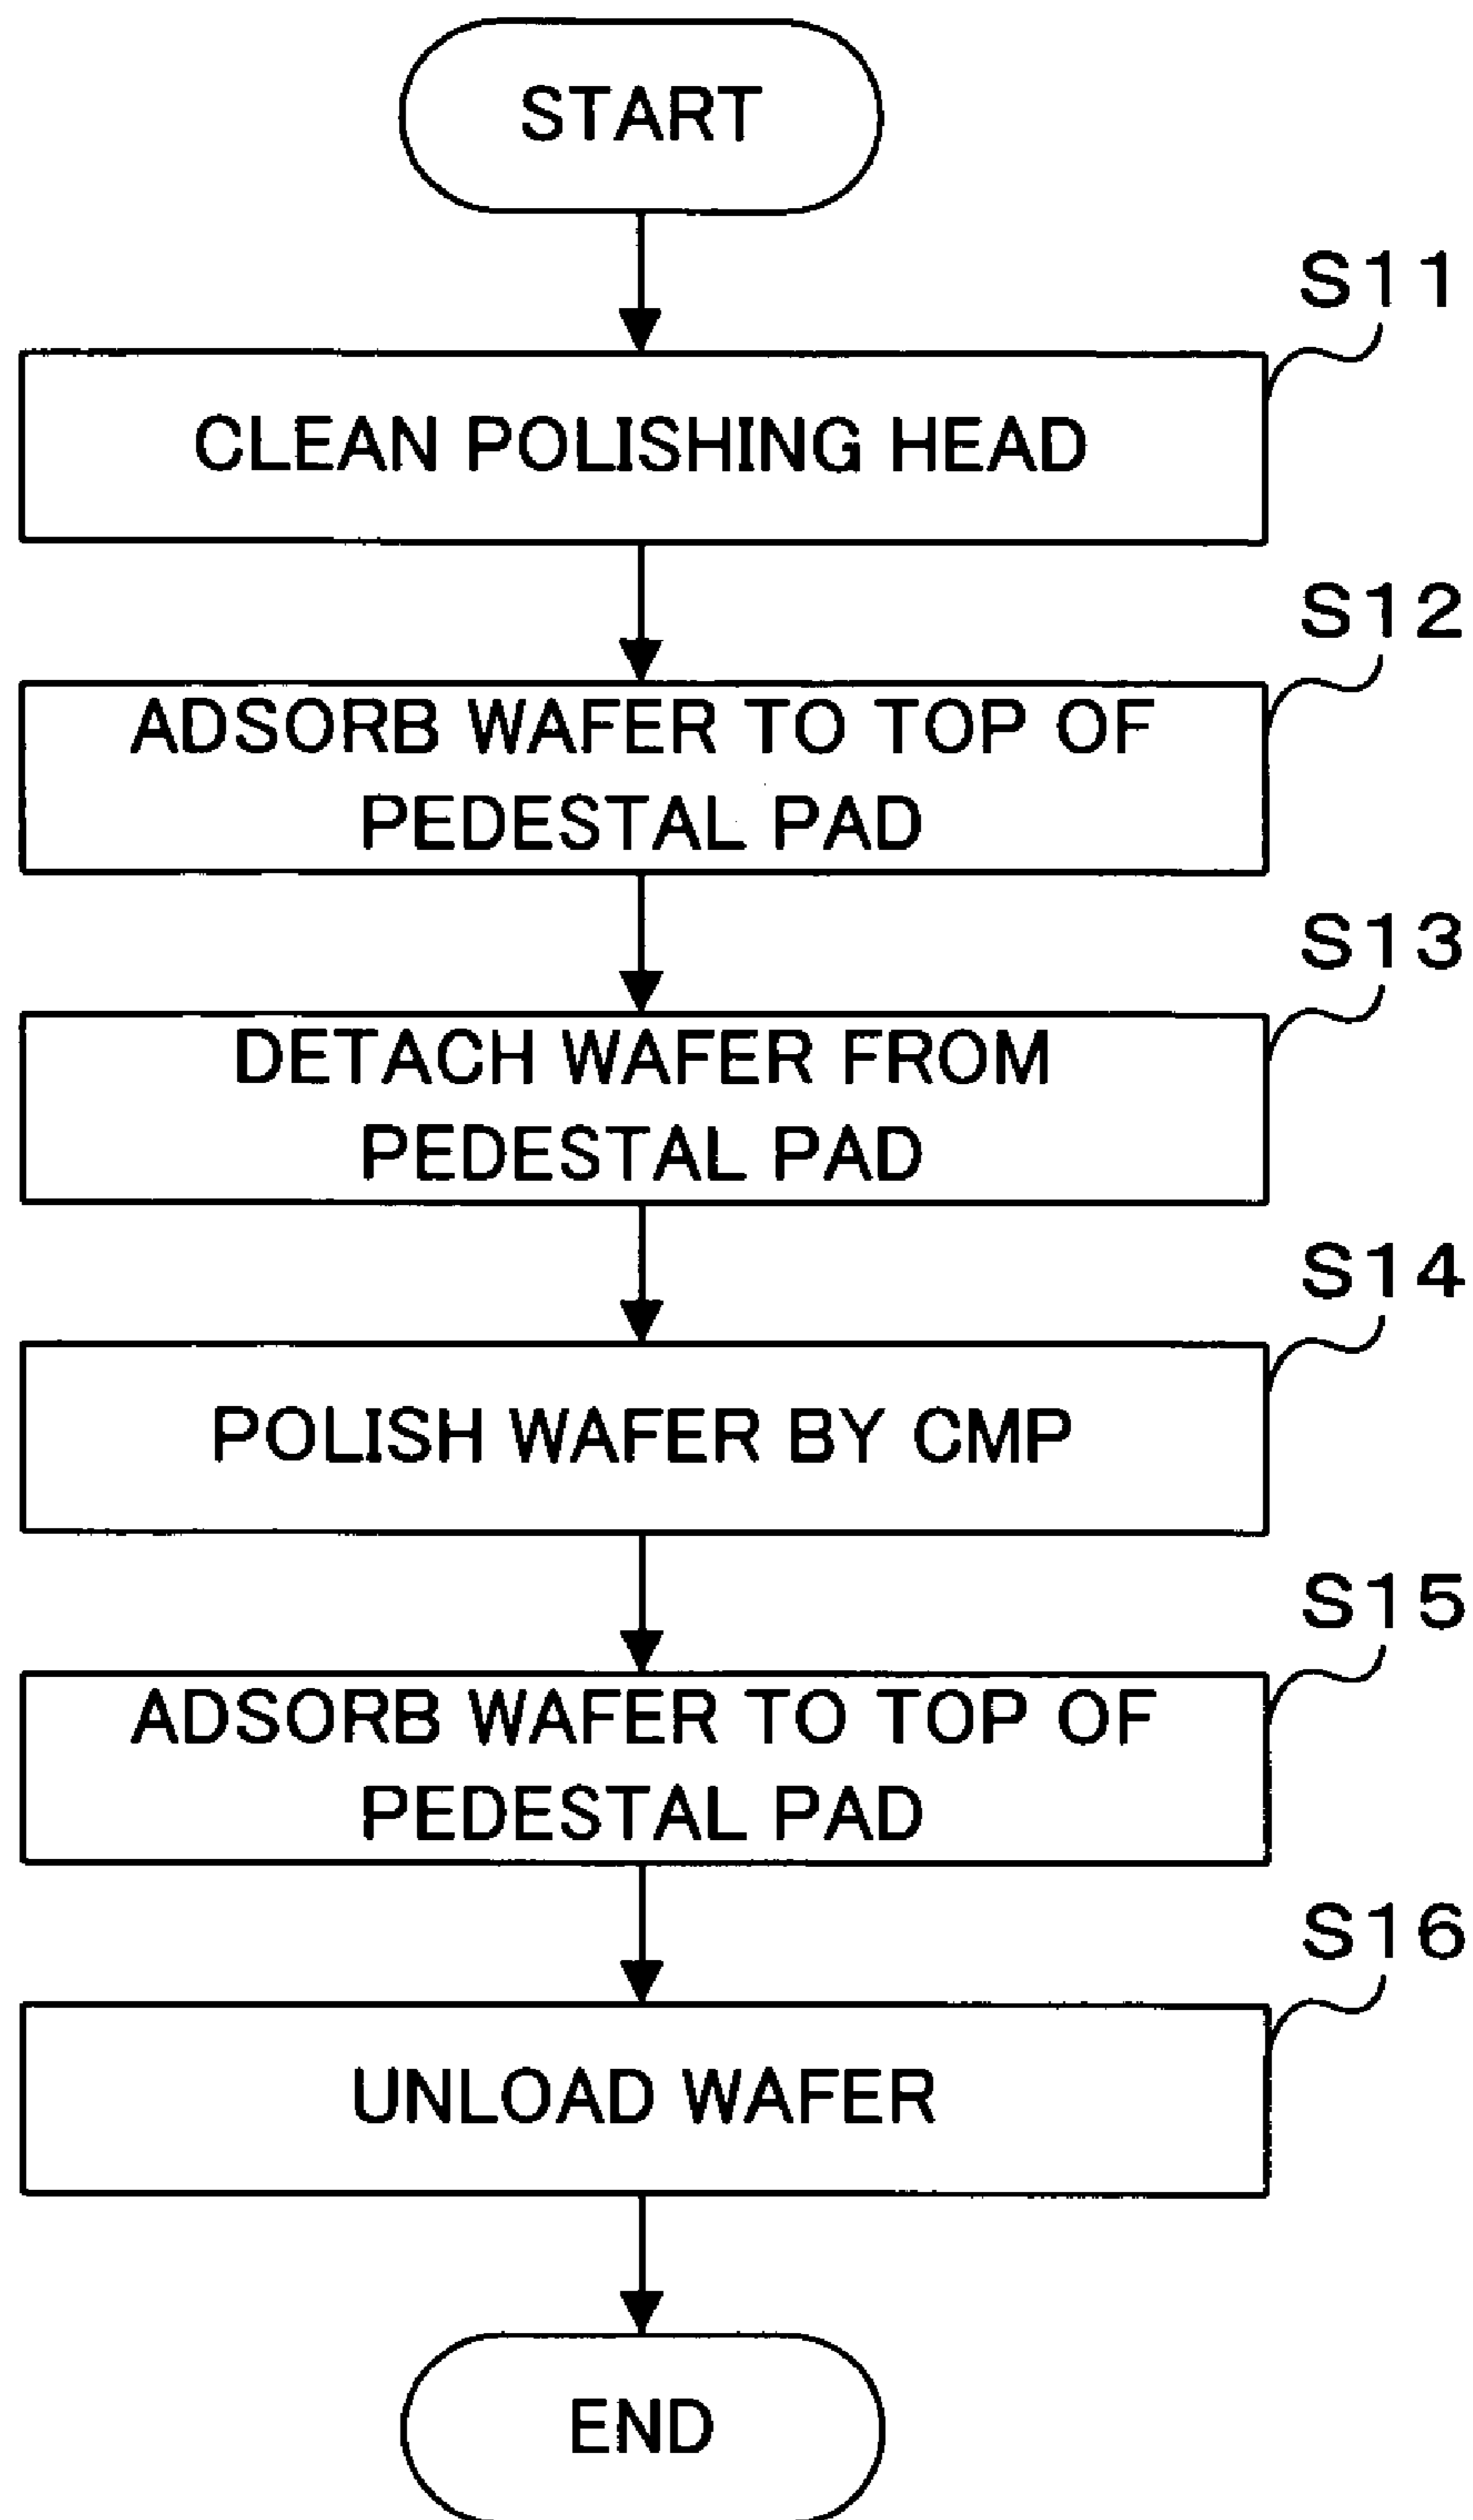 START
S11
CLEAN POLISHING HEAD
S12
ADSORB WAFER TO TOP OF
PEDESTAL PAD
S13
DETACH WAFER FROM
PEDESTAL PAD
S14
POLISH WAFER BY CMP
S15
ADSORB WAFER TO TOP OF
PEDESTAL PAD
S16
UNLOAD WAFER
END